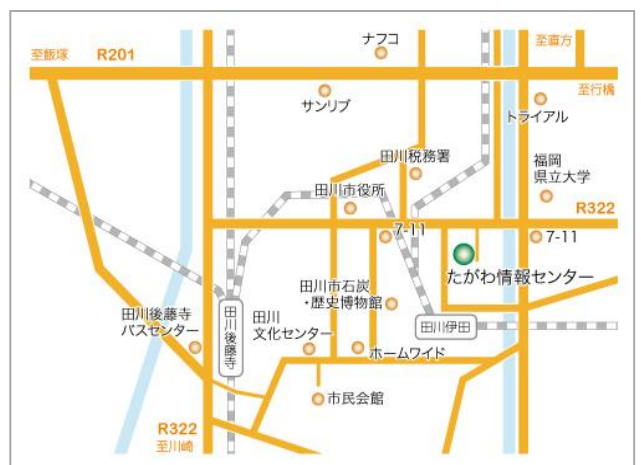 ナフコ
至飯塚
R201
至直方
至行橋
サンリブ
トライアル
田川税務署
福岡
県立大学
田川市役所
R322
7-11
7-11
たがわ情報センター
田川市石炭
・歴史博物館
田川後藤寺
バスセンター
田川後藤寺
田川
文化センター
田川伊田
ホームワイド
市民会館
R322
至川崎